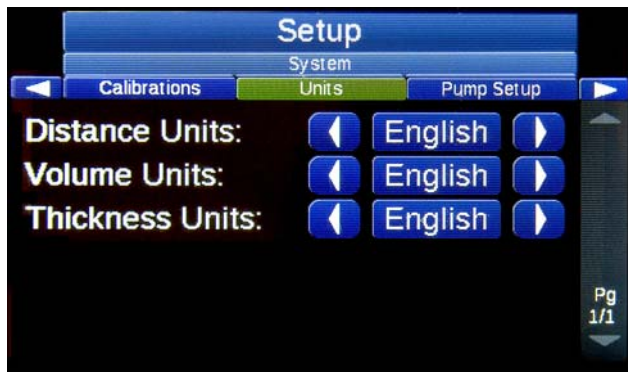 Setup
System
Calibrations Units Pump Setup
Distance Units: English
Volume Units: English
Thickness Units: English
Pg
1/1